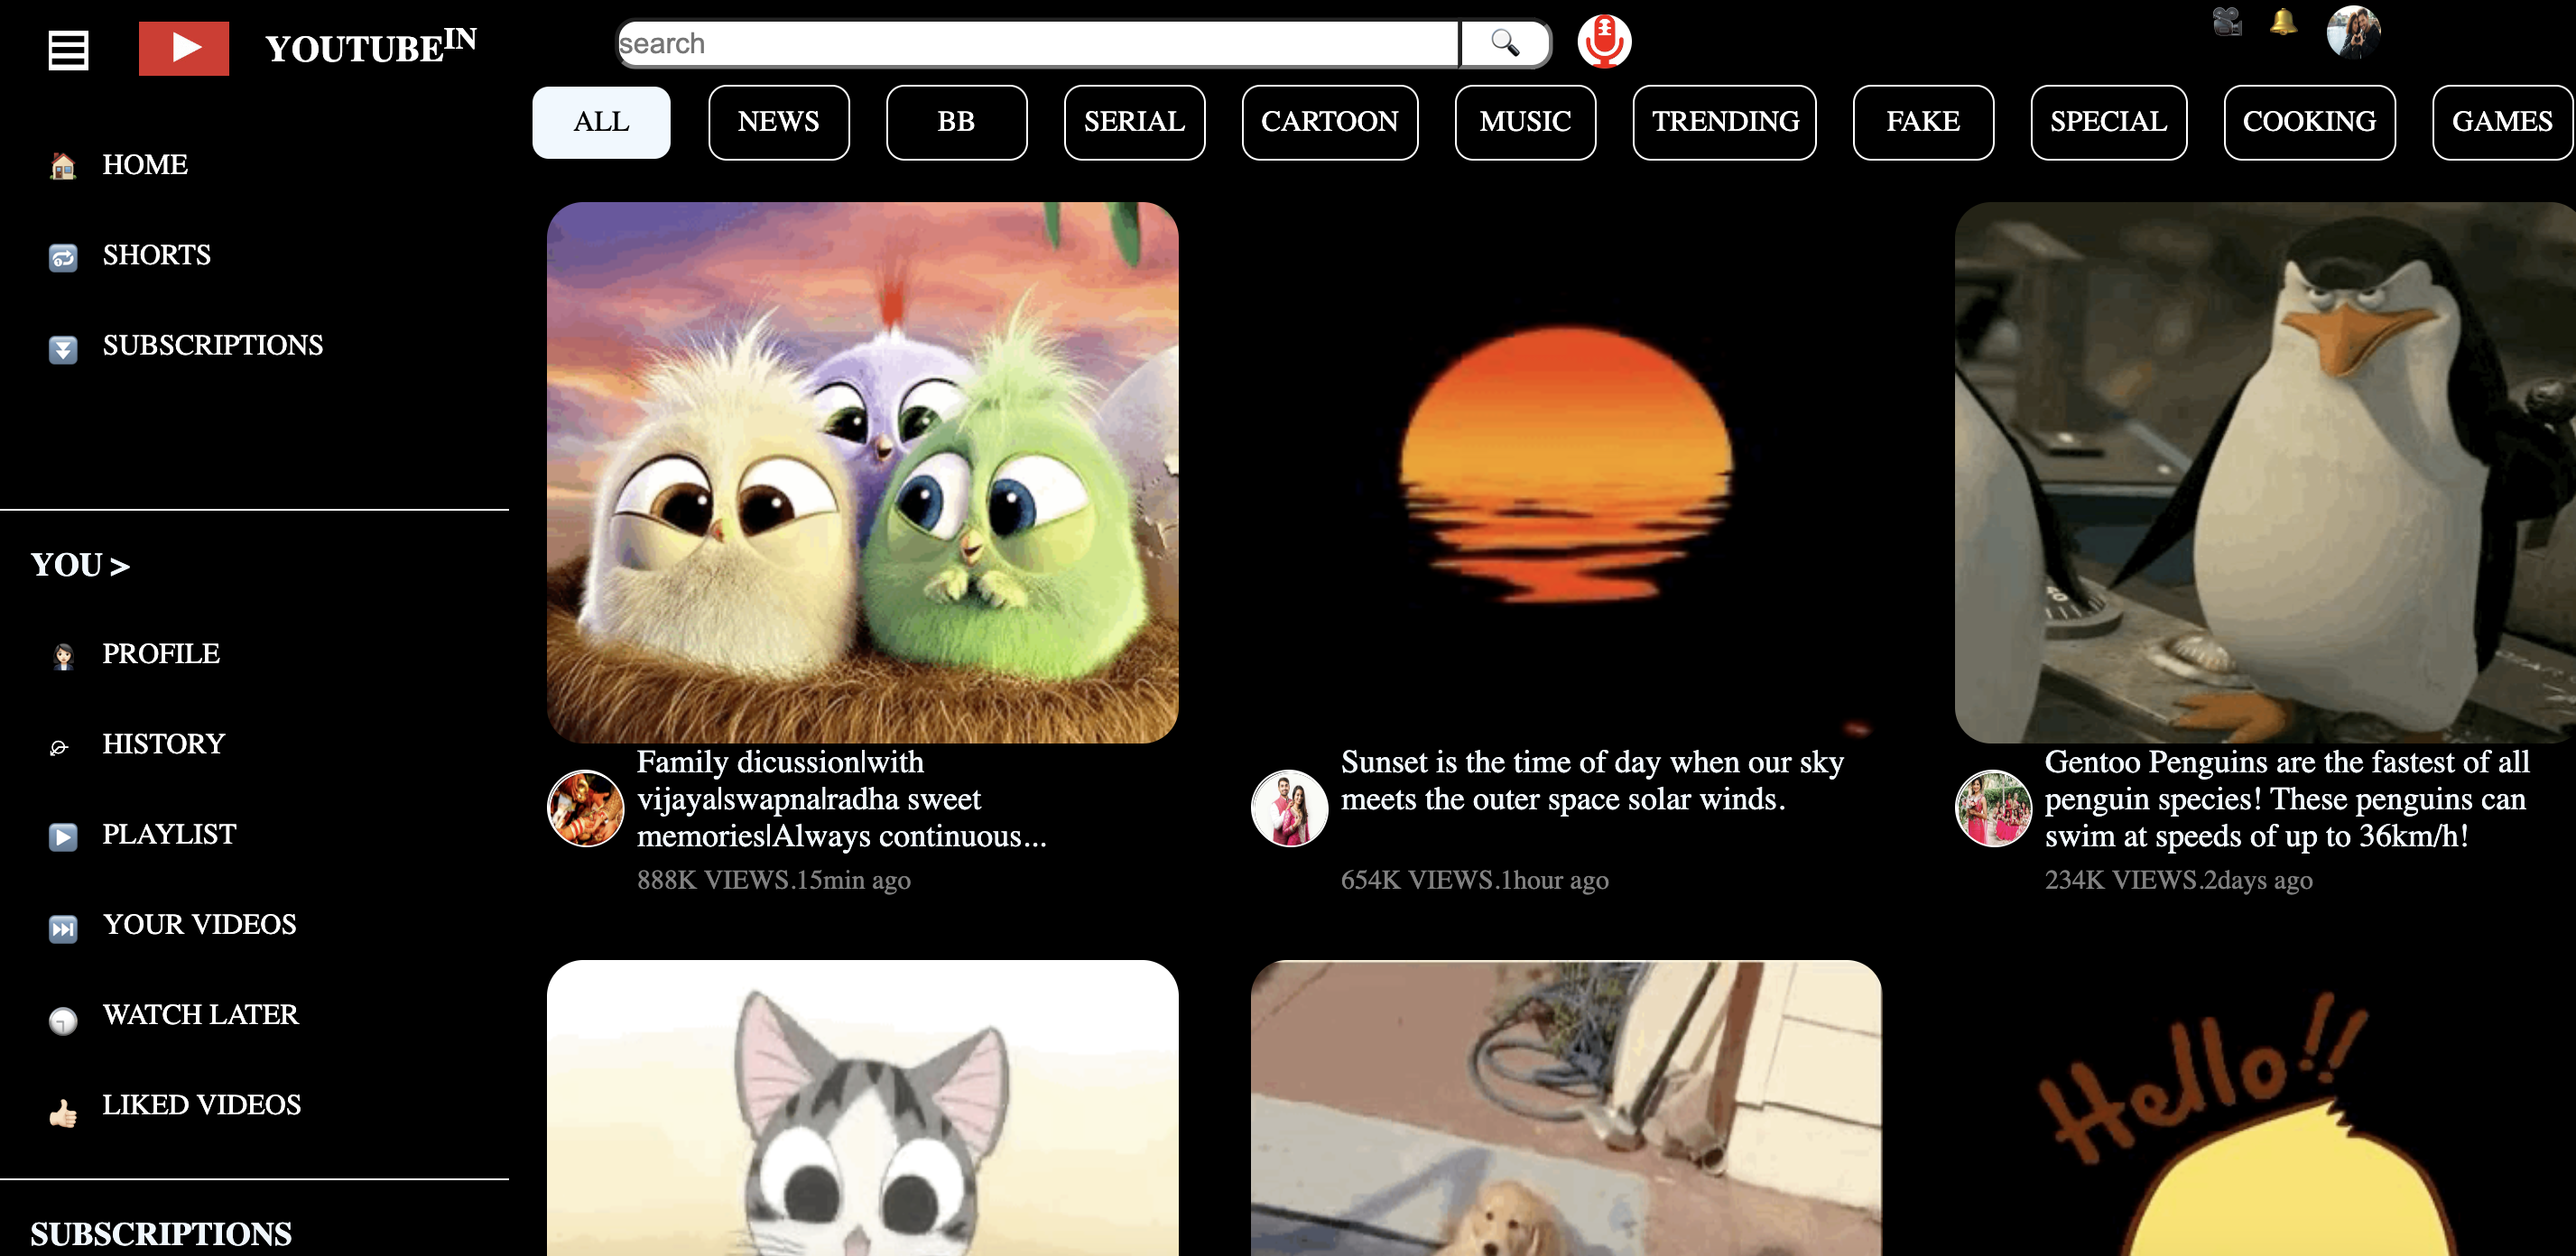 YOUTUBEIN
search
ALL NEWS BB SERIAL CARTOON MUSIC TRENDING FAKE SPECIAL COOKING GAMES
HOME
SHORTS
SUBSCRIPTIONS
YOU >
PROFILE
HISTORY
PLAYLIST
YOUR VIDEOS
WATCH LATER
LIKED VIDEOS
SUBSCRIPTIONS
Family dicussion|with
vijaya|swapna|radha sweet
memories|Always continuous...
888K VIEWS.15min ago
Sunset is the time of day when our sky
meets the outer space solar winds.
654K VIEWS.1hour ago
Gentoo Penguins are the fastest of all
penguin species! These penguins can
swim at speeds of up to 36km/h!
234K VIEWS.2days ago
Hello!!